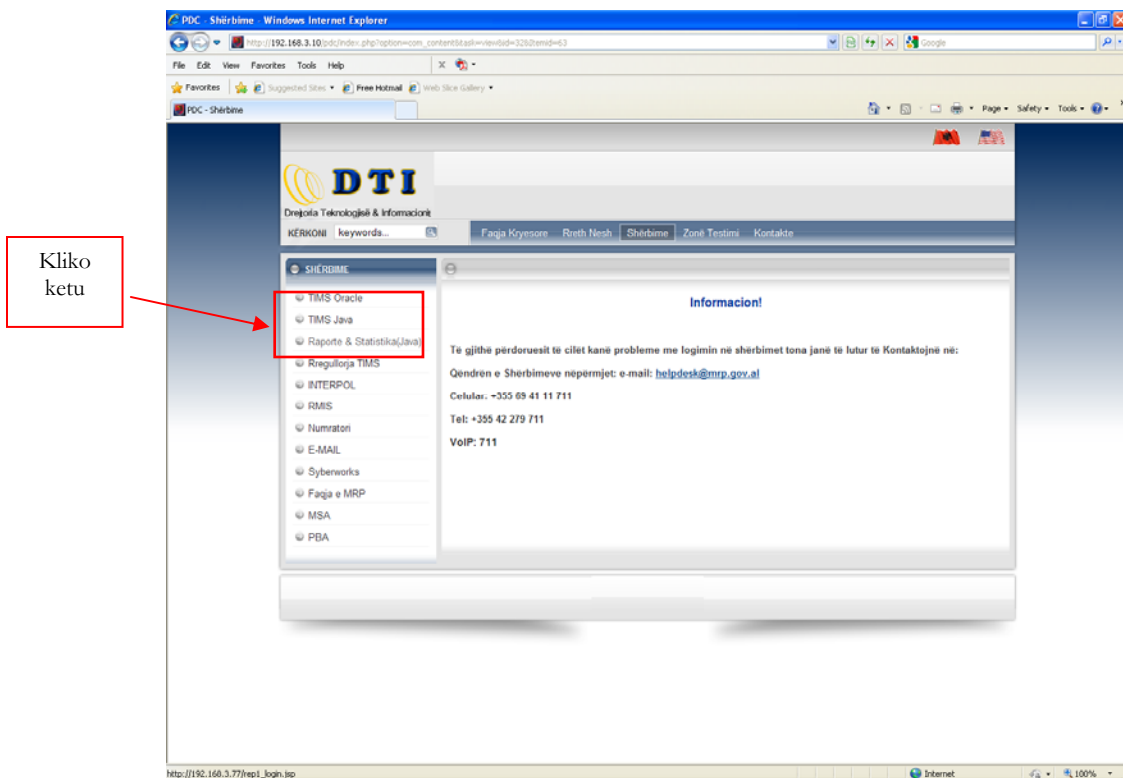 PDC - Shërbime - Windows Internet Explorer
http://192.168.3.10/pdc/index.php?option=com_content&task=view&id=32&Itemid=63
Google
File Edit View Favorites Tools Help
Favorites Suggested Sites Free Hotmail Web Slice Gallery
PDC - Shërbime
Page Safety Tools
DTI
Drejtoria Teknologjisë & Informacionit
KËRKONI keywords...
Faqja Kryesore Rreth Nesh Shërbime Zonë Testimi Kontakte
Kliko
ketu
SHËRBIME
TIMS Oracle
TIMS Java
Raporte & Statistika(Java)
Rregullorja TIMS
INTERPOL
RMIS
Numratori
E-MAIL
Syberworks
Faqja e MRP
MSA
PBA
Informacion!
Të gjithë përdoruesit të cilët kanë probleme me logimin në shërbimet tona janë të lutur të Kontaktojnë në:
Qëndrën e Shërbimeve nëpërmjet: e-mail: helpdesk@mrp.gov.al
Celular: +355 69 41 11 711
Tel: +355 42 279 711
VoIP: 711
http://192.168.3.77/rep1_login.jsp
Internet
100%